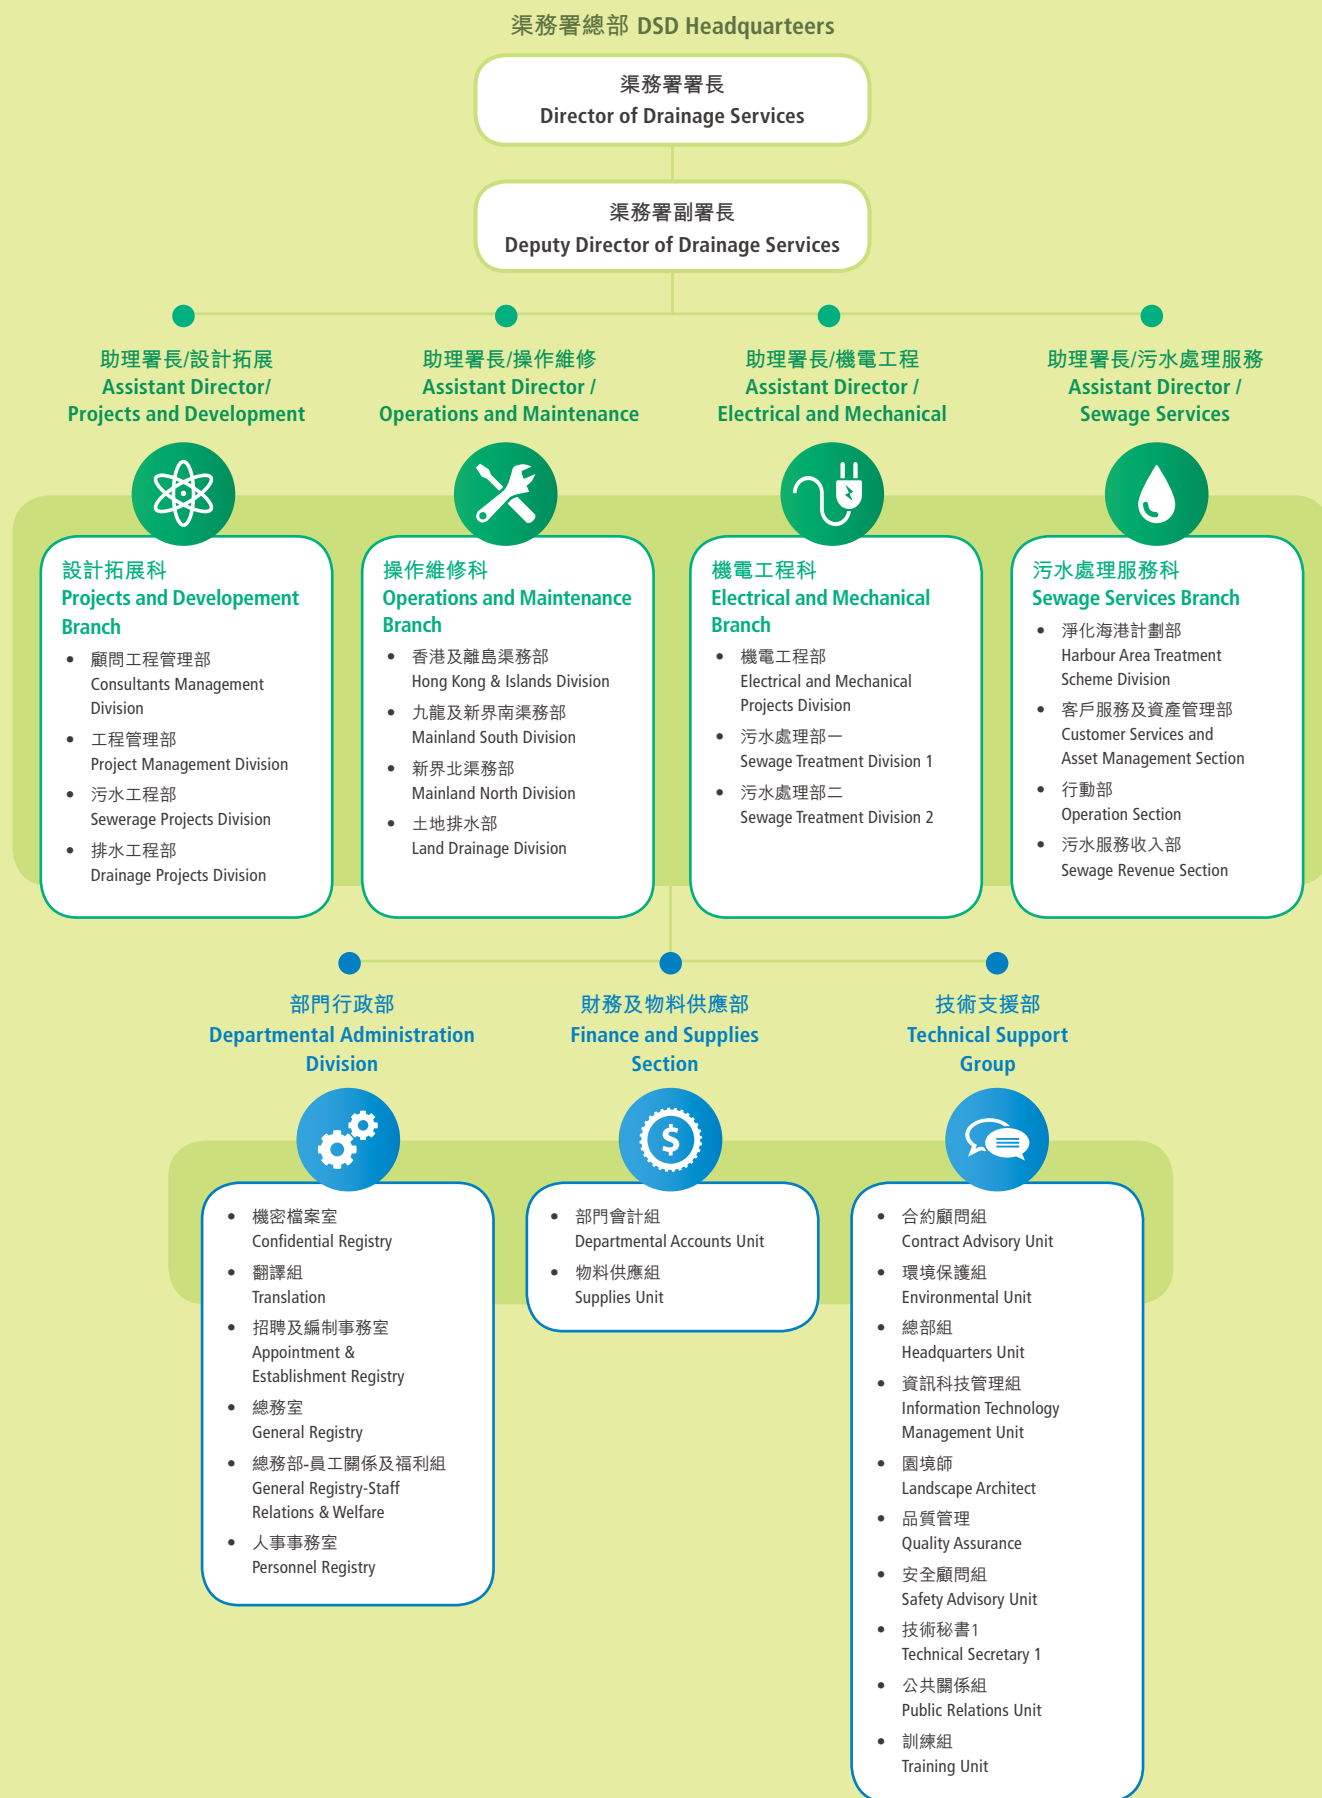 渠務署總部 DSD Headquarteers
渠務署署長
Director of Drainage Services
渠務署副署長
Deputy Director of Drainage Services
助理署長/設計拓展
Assistant Director/
Projects and Development
助理署長/操作維修
Assistant Director /
Operations and Maintenance
助理署長/機電工程
Assistant Director /
Electrical and Mechanical
助理署長/污水處理服務
Assistant Director /
Sewage Services
設計拓展科
Projects and Developement
Branch
• 顧問工程管理部
Consultants Management
Division
• 工程管理部
Project Management Division
• 污水工程部
Sewerage Projects Division
• 排水工程部
Drainage Projects Division
操作維修科
Operations and Maintenance
Branch
• 香港及離島渠務部
Hong Kong & Islands Division
• 九龍及新界南渠務部
Mainland South Division
• 新界北渠務部
Mainland North Division
• 土地排水部
Land Drainage Division
機電工程科
Electrical and Mechanical
Branch
• 機電工程部
Electrical and Mechanical
Projects Division
• 污水處理部一
Sewage Treatment Division 1
• 污水處理部二
Sewage Treatment Division 2
污水處理服務科
Sewage Services Branch
• 淨化海港計劃部
Harbour Area Treatment
Scheme Division
• 客戶服務及資產管理部
Customer Services and
Asset Management Section
• 行動部
Operation Section
• 污水服務收入部
Sewage Revenue Section
部門行政部
Departmental Administration
Division
財務及物料供應部
Finance and Supplies
Section
技術支援部
Technical Support
Group
$
• 機密檔案室
Confidential Registry
• 翻譯組
Translation
• 招聘及編制事務室
Appointment &
Establishment Registry
• 總務室
General Registry
• 總務部-員工關係及福利組
General Registry-Staff
Relations & Welfare
• 人事事務室
Personnel Registry
• 部門會計組
Departmental Accounts Unit
• 物料供應組
Supplies Unit
• 合約顧問組
Contract Advisory Unit
• 環境保護組
Environmental Unit
• 總部組
Headquarters Unit
• 資訊科技管理組
Information Technology
Management Unit
• 園境師
Landscape Architect
• 品質管理
Quality Assurance
• 安全顧問組
Safety Advisory Unit
• 技術秘書1
Technical Secretary 1
• 公共關係組
Public Relations Unit
• 訓練組
Training Unit